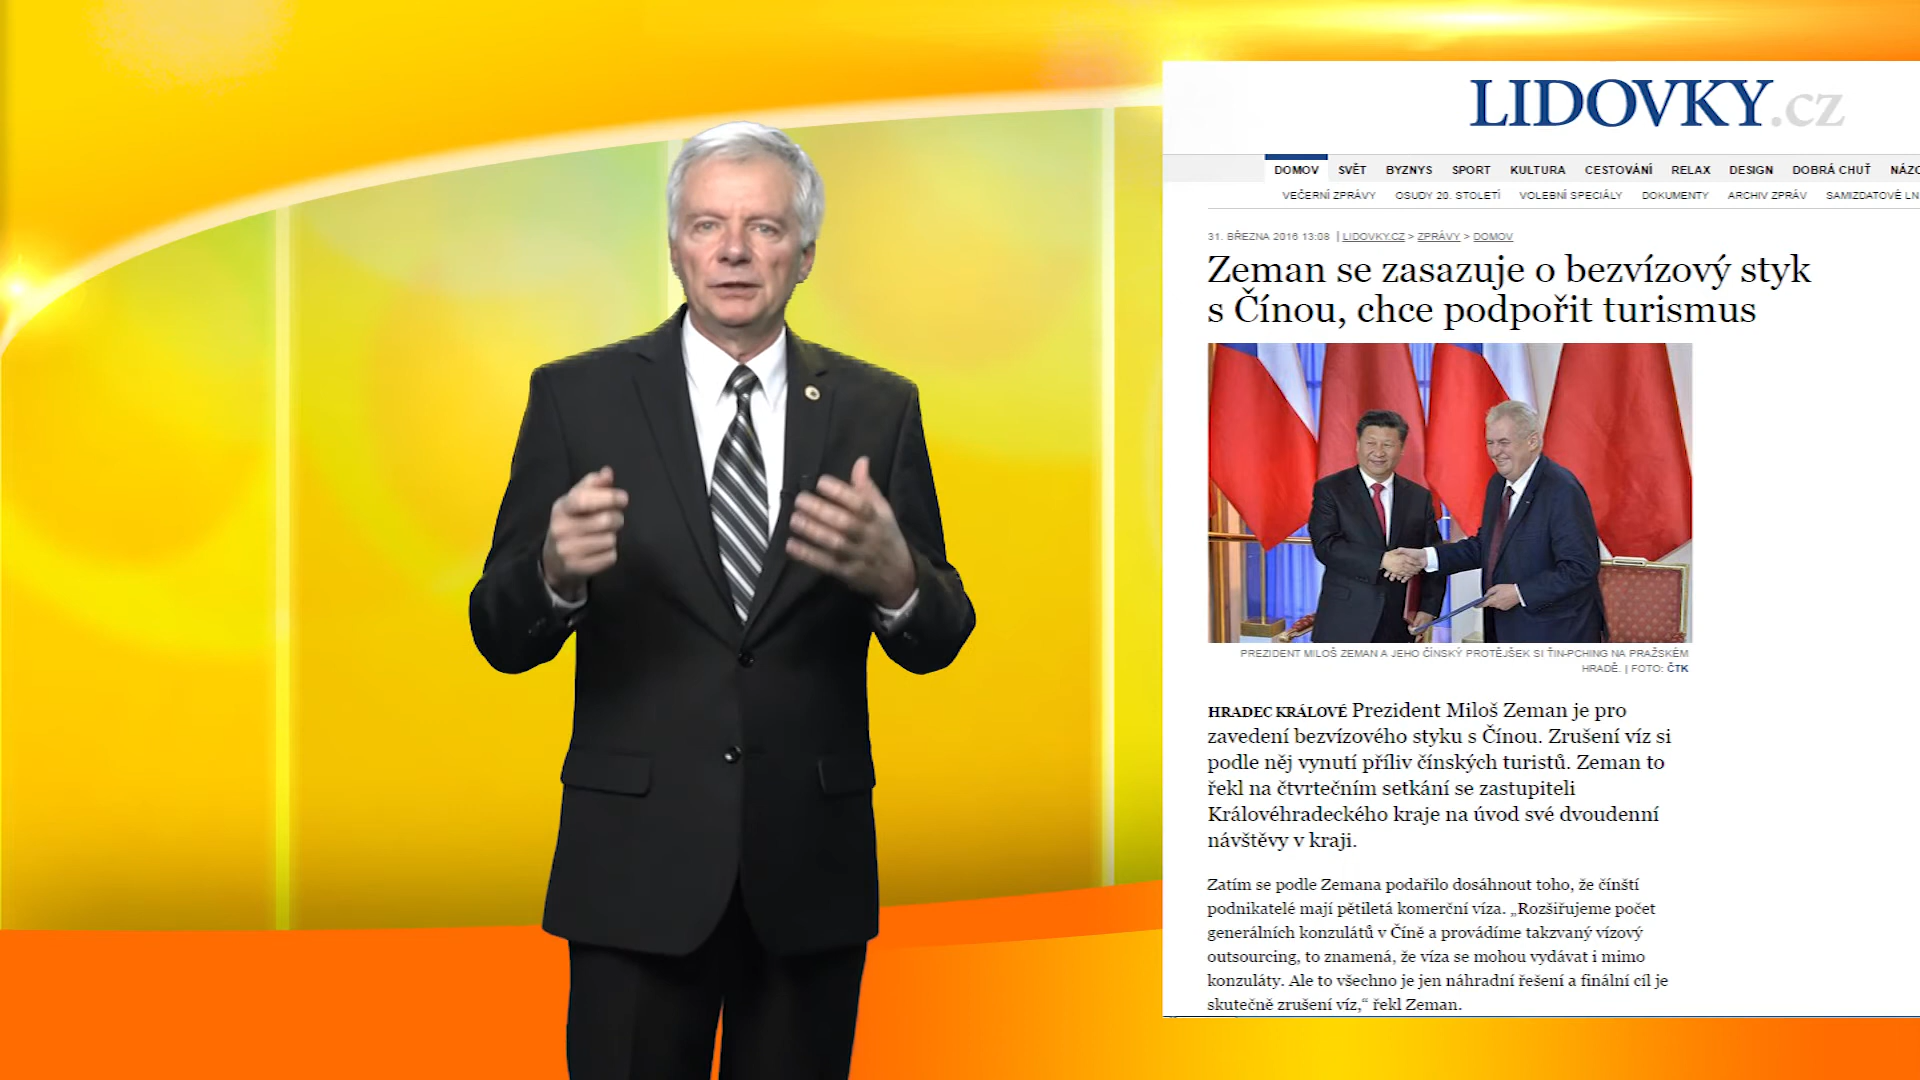 LIDOVKY.cz
DOMOV SVĚT BYZNYS SPORT KULTURA CESTOVÁNÍ RELAX DESIGN DOBRÁ CHUŤ
VEČERNÍ ZPRÁVY OSUDY 20. STOLETÍ VOLEBNÍ SPECIÁLY DOKUMENTY ARCHIV ZPRÁV SAMIZDATOVÉ LN
31. BŘEZNA 2016 13:08 | LIDOVKY.CZ > ZPRÁVY > DOMOV
Zeman se zasazuje o bezvízový styk
s Čínou, chce podpořit turismus
PREZIDENT MILOŠ ZEMAN A JEHO ČÍNSKÝ PROTĚJŠEK SI ŤIN-PCHING NA PRAŽSKÉM
HRADĚ. | FOTO: ČTK
HRADEC KRÁLOVÉ Prezident Miloš Zeman je pro
zavedení bezvízového styku s Čínou. Zrušení víz si
podle něj vynutí příliv čínských turistů. Zeman to
řekl na čtvrtečním setkání se zastupiteli
Královéhradeckého kraje na úvod své dvoudenní
návštěvy v kraji.
Zatím se podle Zemana podařilo dosáhnout toho, že čínští
podnikatelé mají pětiletá komerční víza. „Rozšiřujeme počet
generálních konzulátů v Číně a provádíme takzvaný vízový
outsourcing, to znamená, že víza se mohou vydávat i mimo
konzuláty. Ale to všechno je jen náhradní řešení a finální cíl je
skutečně zrušení víz,“ řekl Zeman.